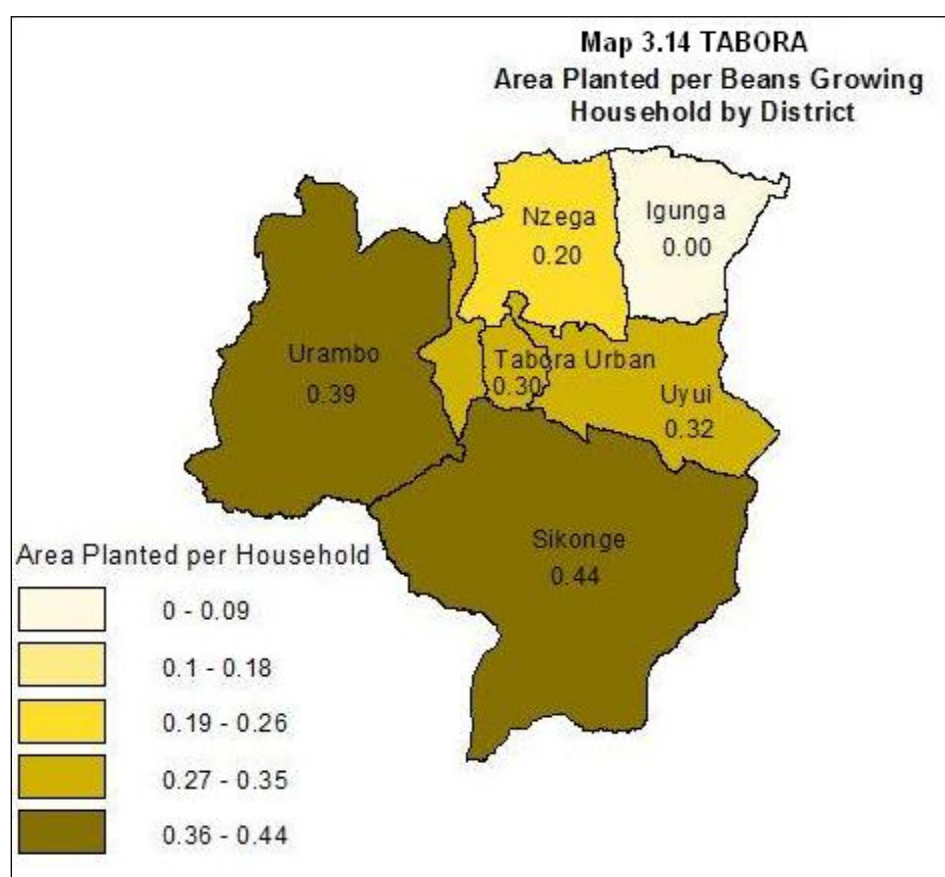 Map 3.14 TABORA
Area Planted per Beans Growing
Household by District
Nzega
0.20
Igunga
0.00
Urambo
0.39
Tabora Urban
0.30
Uyui
0.32
Sikonge
0.44
Area Planted per Household
0 - 0.09
0.1 - 0.18
0.19 - 0.26
0.27 - 0.35
0.36 - 0.44